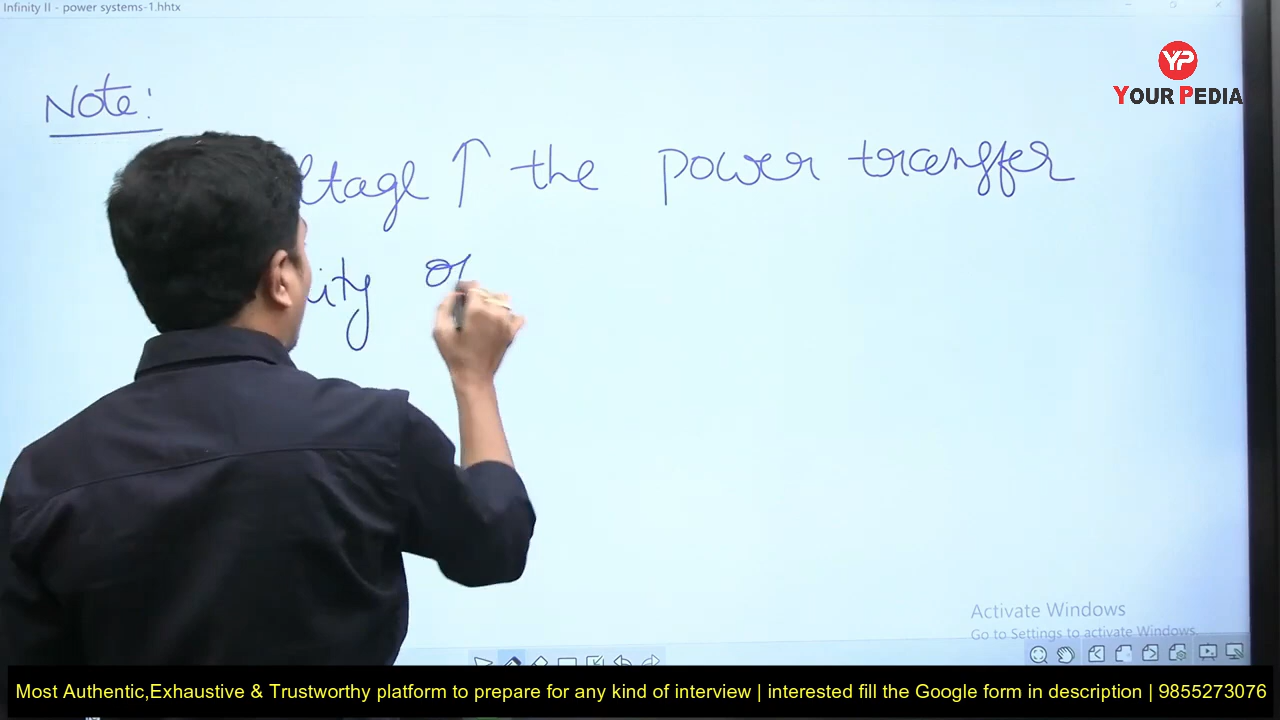 Infinity II - power systems-1.hhtx
YP
YOUR PEDIA
Note:
ltage ↑ the power transfer
ity of
Activate Windows
Go to Settings to activate Windows.
Most Authentic,Exhaustive & Trustworthy platform to prepare for any kind of interview | interested fill the Google form in description | 9855273076